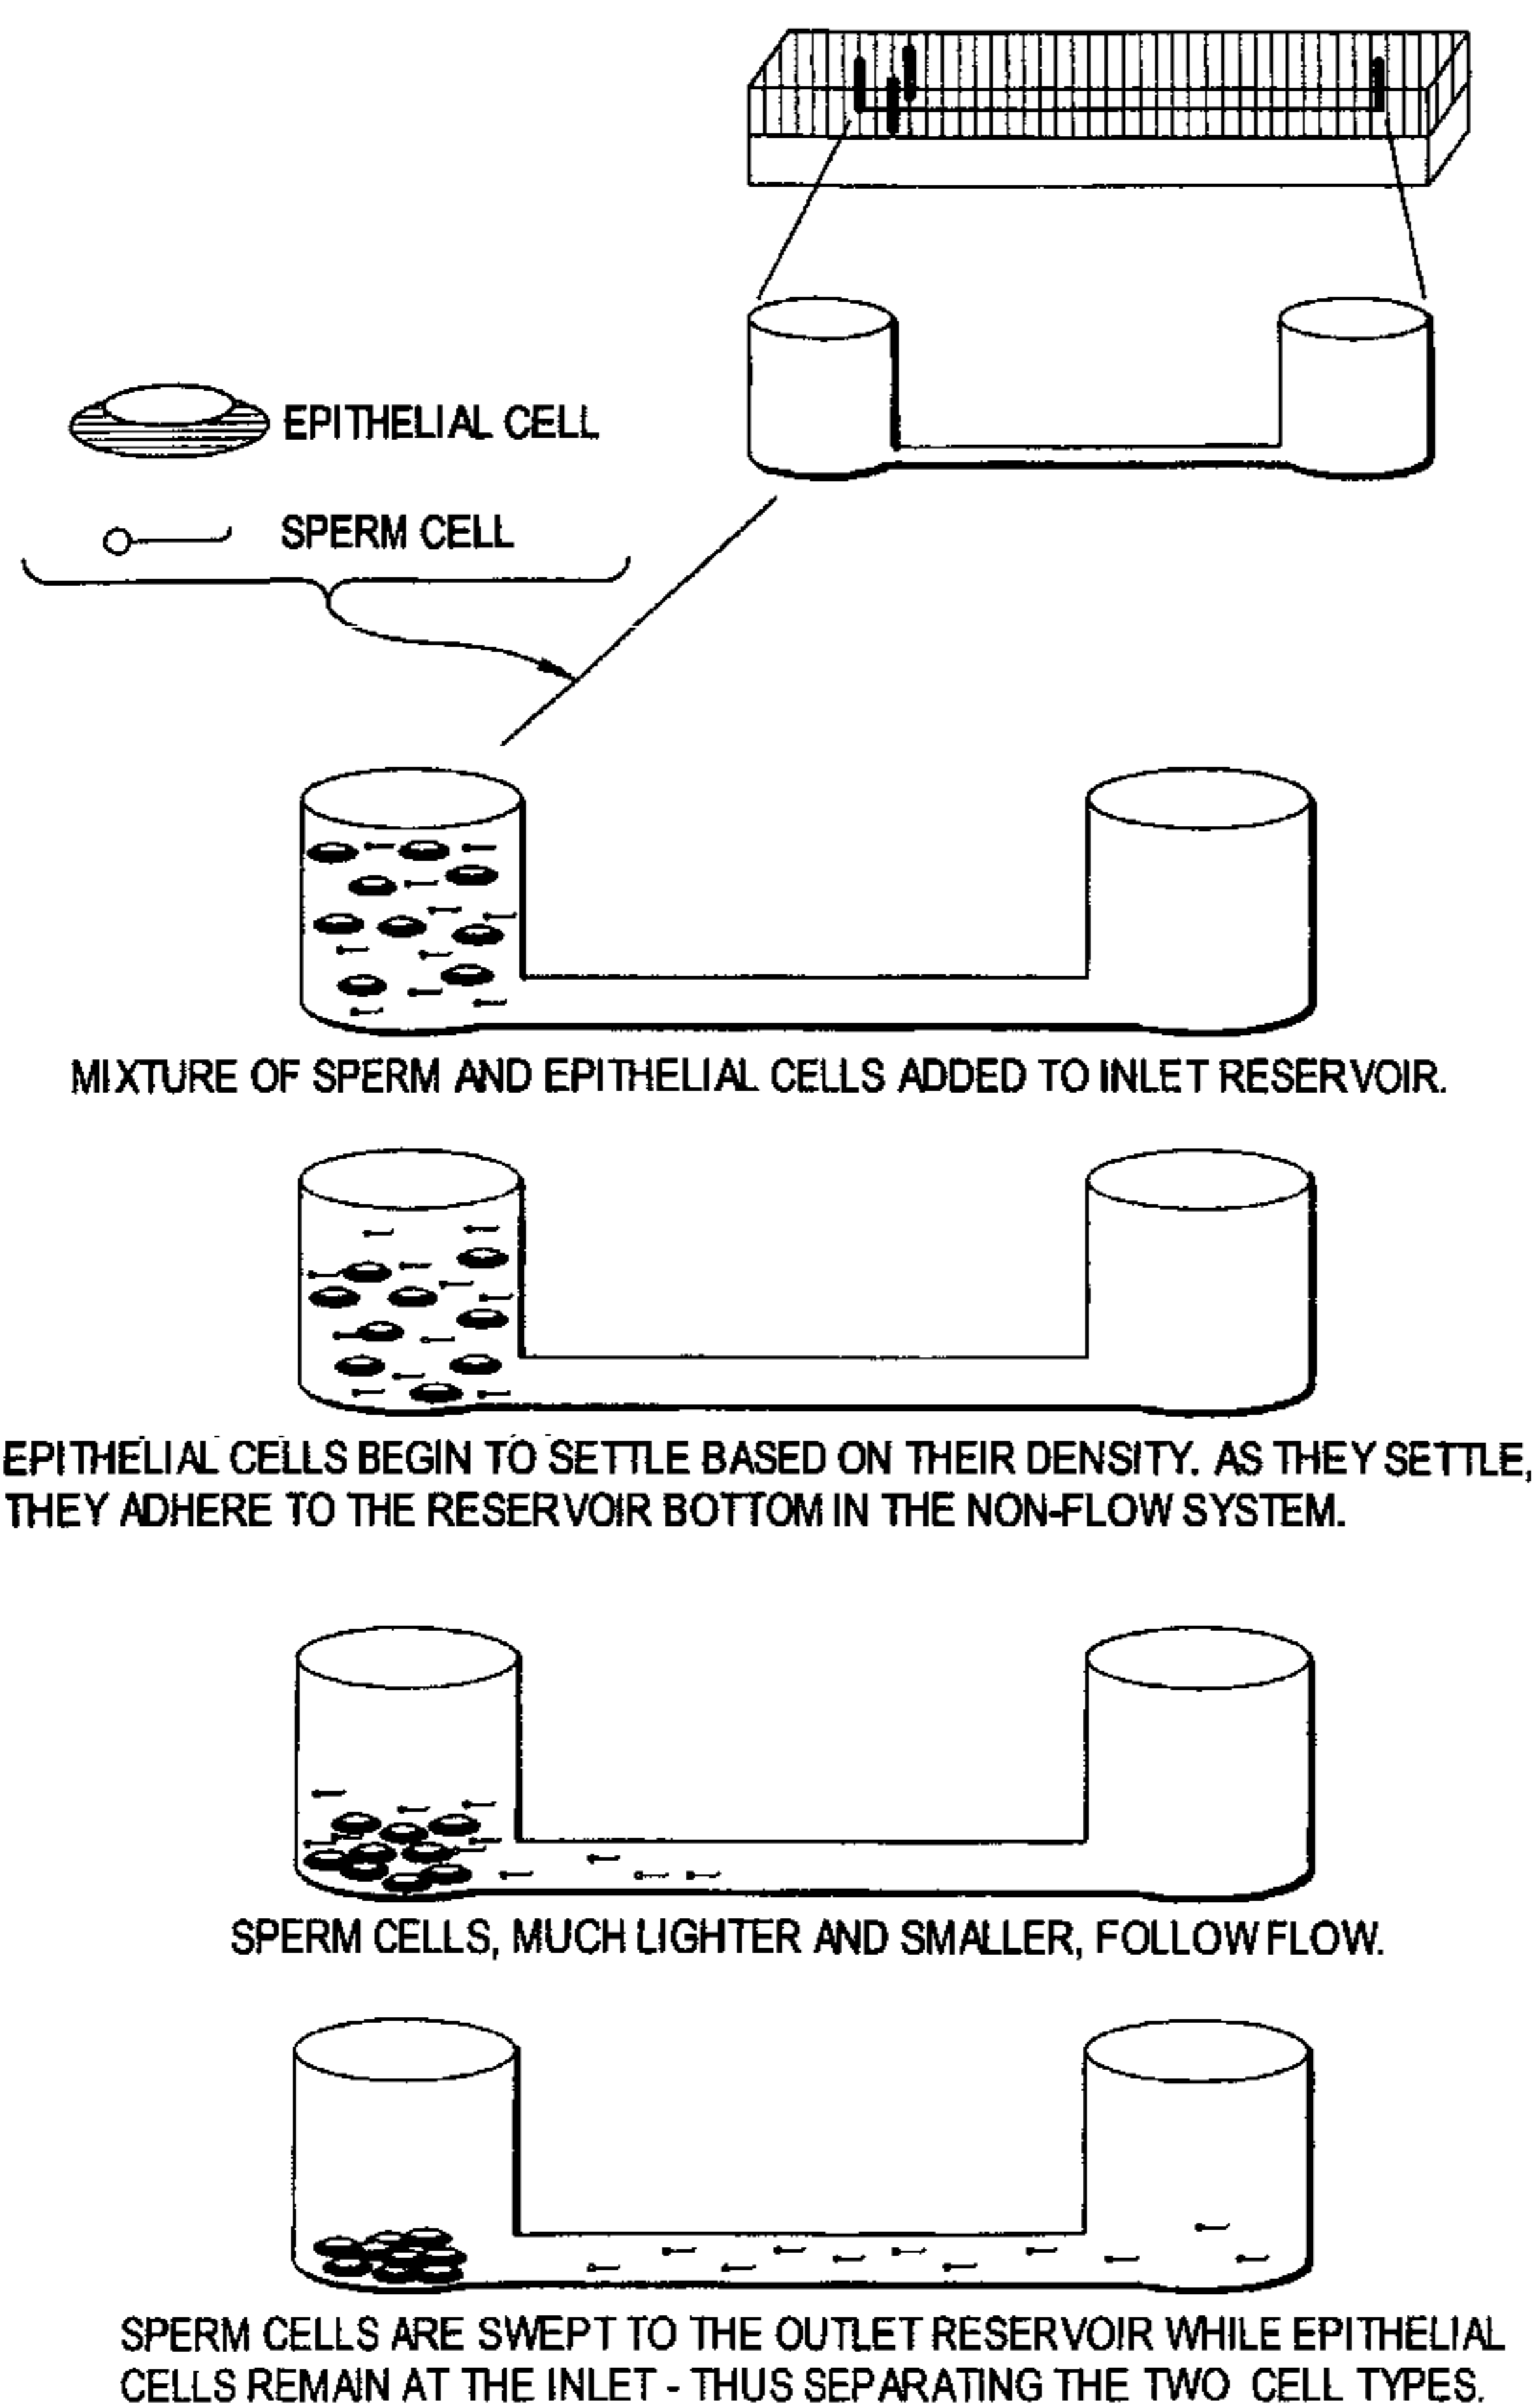 EPITHELIAL CELL
SPERM CELL
MIXTURE OF SPERM AND EPITHELIAL CELLS ADDED TO INLET RESERVOIR.
EPITHELIAL CELLS BEGIN TO SETTLE BASED ON THEIR DENSITY. AS THEY SETTLE,
THEY ADHERE TO THE RESERVOIR BOTTOM IN THE NON-FLOW SYSTEM.
SPERM CELLS, MUCH LIGHTER AND SMALLER, FOLLOW FLOW.
SPERM CELLS ARE SWEPT TO THE OUTLET RESERVOIR WHILE EPITHELIAL
CELLS REMAIN AT THE INLET - THUS SEPARATING THE TWO CELL TYPES.